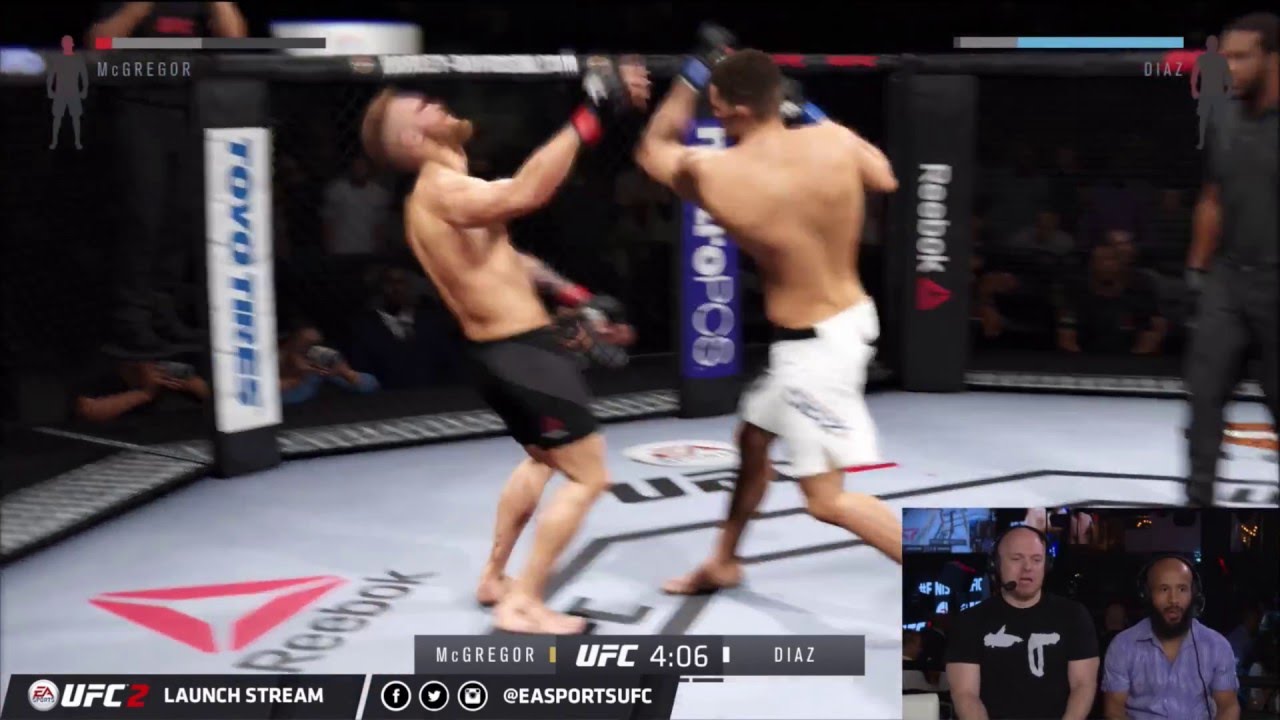 McGREGOR
DIAZ
TOYO TIRES
Reebok
Reebok
McGREGOR UFC 4:06 DIAZ
EA SPORTS UFC 2 LAUNCH STREAM @EASPORTSUFC